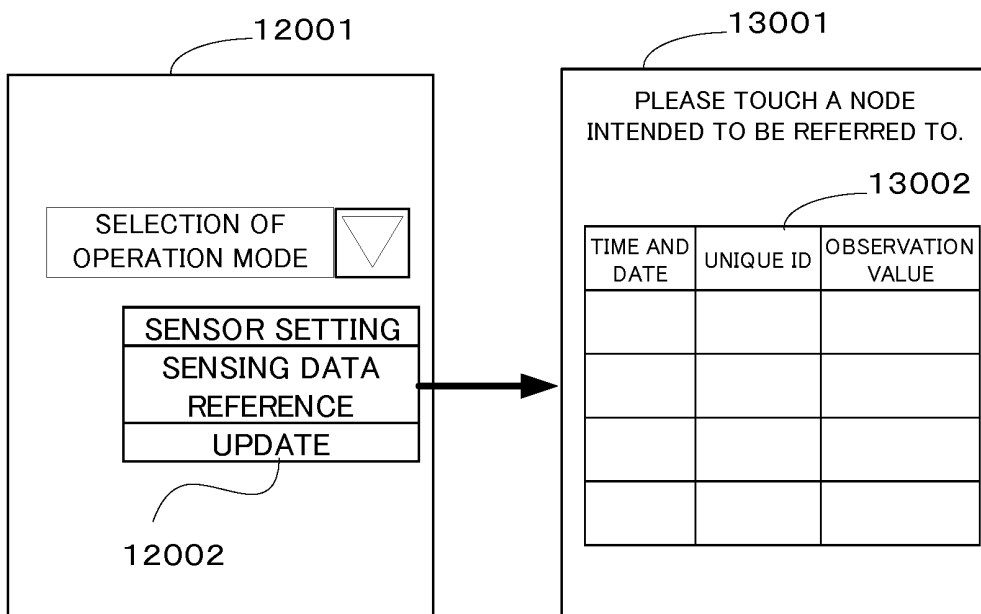 12001
SELECTION OF
OPERATION MODE
SENSOR SETTING
SENSING DATA
REFERENCE
UPDATE
12002
13001
PLEASE TOUCH A NODE
INTENDED TO BE REFERRED TO.
13002
TIME AND
DATE
UNIQUE ID
OBSERVATION
VALUE